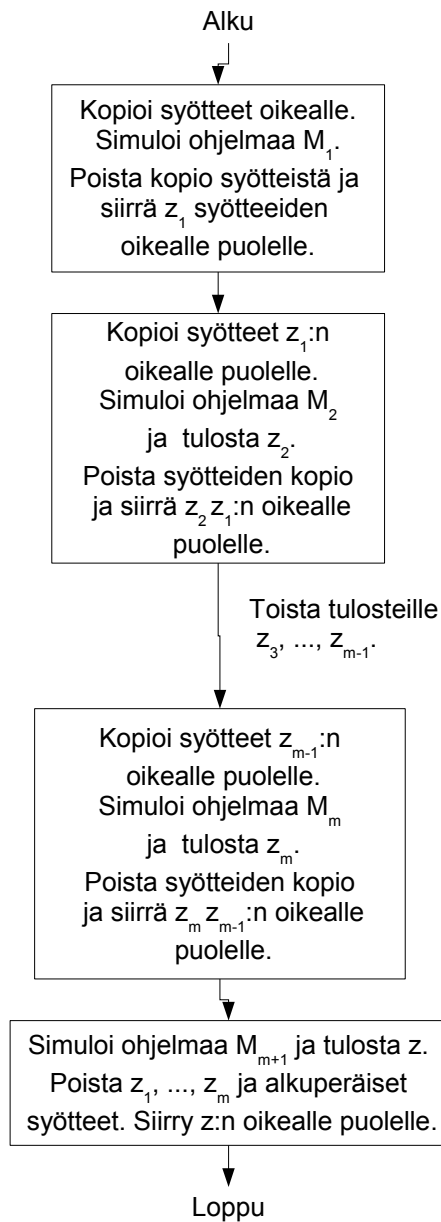 Alku
Kopioi syötteet oikealle.
Simuloi ohjelmaa M₁.
Poista kopio syötteistä ja
siirrä z₁ syötteeiden
oikealle puolelle.
Kopioi syötteet z₁:n
oikealle puolelle.
Simuloi ohjelmaa M₂
ja tulosta z₂.
Poista syötteiden kopio
ja siirrä z₂ z₁:n oikealle
puolelle.
Toista tulosteille
z₃, ..., zₘ₋₁.
Kopioi syötteet zₘ₋₁:n
oikealle puolelle.
Simuloi ohjelmaa Mₘ
ja tulosta zₘ.
Poista syötteiden kopio
ja siirrä zₘ zₘ₋₁:n oikealle
puolelle.
Simuloi ohjelmaa Mₘ₊₁ ja tulosta z.
Poista z₁, ..., zₘ ja alkuperäiset
syötteet. Siirry z:n oikealle puolelle.
Loppu